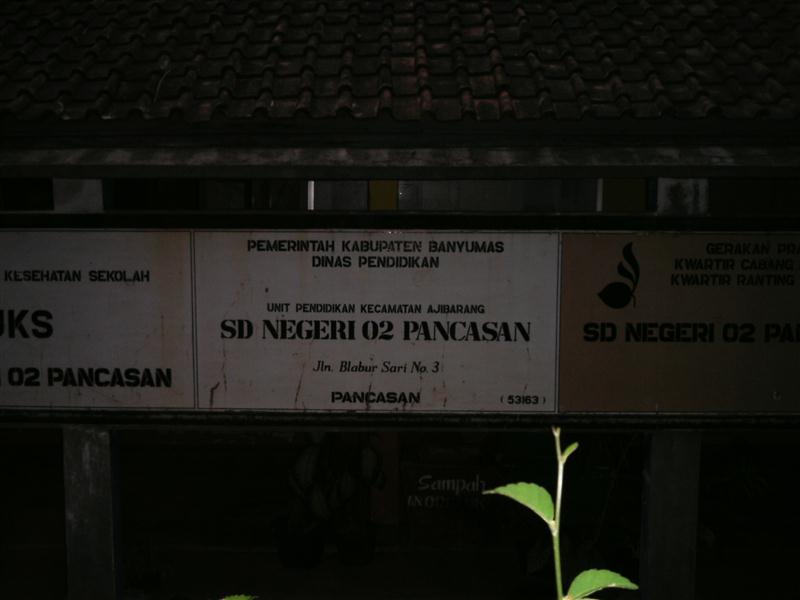 KESEHATAN SEKOLAH
UKS
02 PANCASAN
PEMERINTAH KABUPATEN BANYUMAS
DINAS PENDIDIKAN
UNIT PENDIDIKAN KECAMATAN AJIBARANG
SD NEGERI 02 PANCASAN
Jln. Blabur Sari No. 3
PANCASAN
( 53163 )
GERAKAN PRA
KWARTIR CABANG
KWARTIR RANTING
SD NEGERI 02 PAN
Sampah